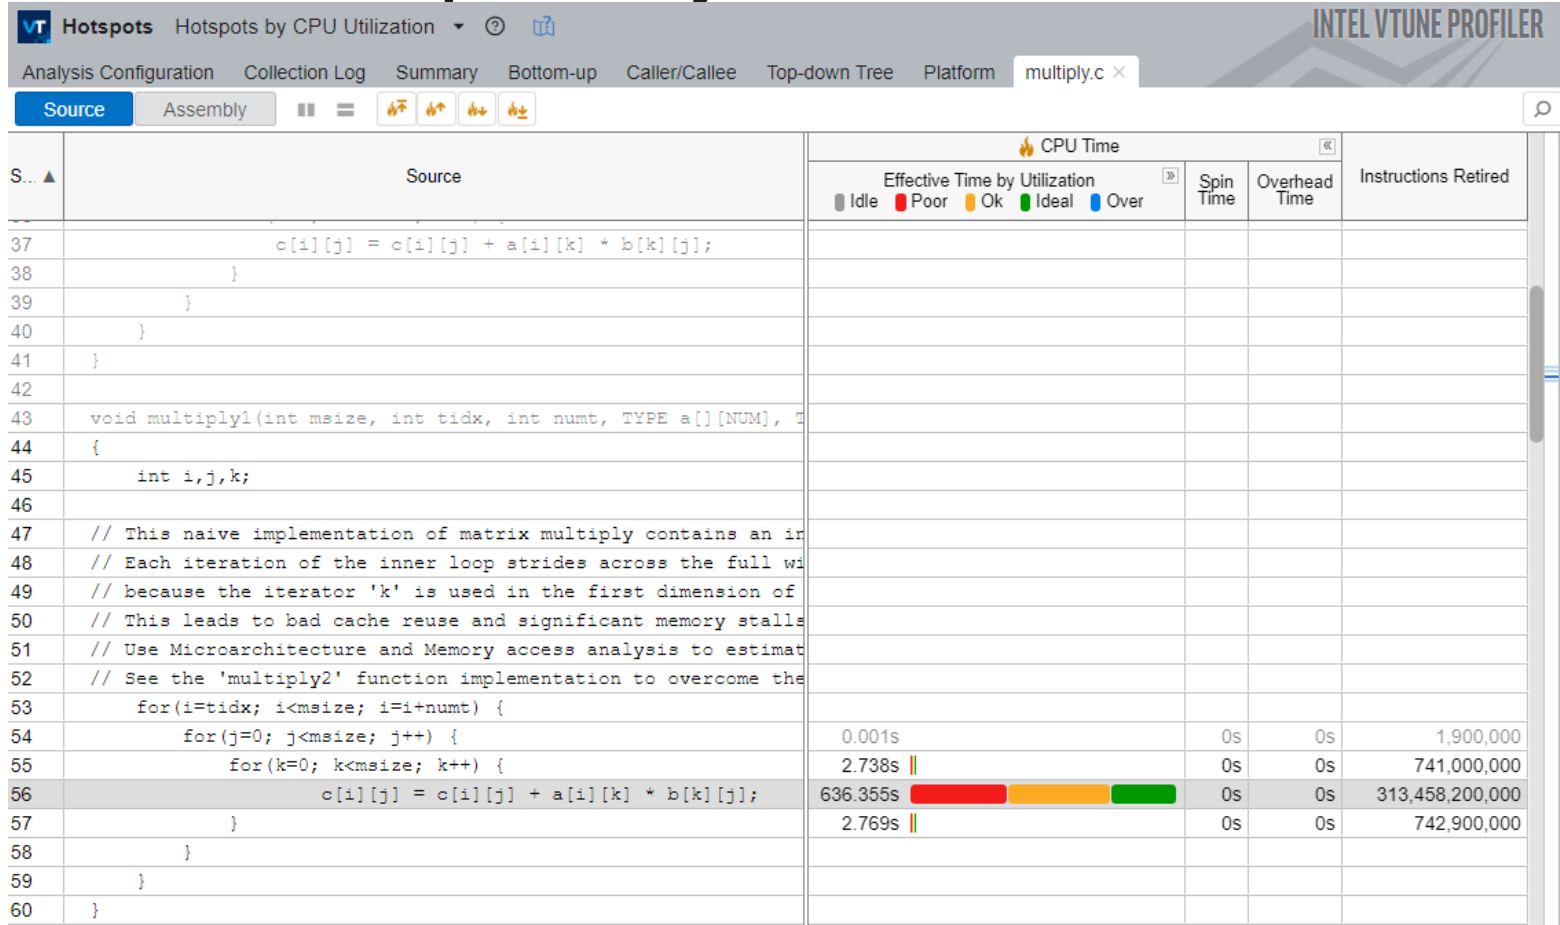 VT Hotspots Hotspots by CPU Utilization INTEL VTUNE PROFILER
Analysis Configuration Collection Log Summary Bottom-up Caller/Callee Top-down Tree Platform multiply.c
Source Assembly
S... Source CPU Time Instructions Retired
Effective Time by Utilization Spin Time Overhead Time
Idle Poor Ok Ideal Over
37 c[i][j] = c[i][j] + a[i][k] * b[k][j];
38 }
39 }
40 }
41 }
42
43 void multiply1(int msize, int tidx, int numt, TYPE a[][NUM], T
44 {
45 int i,j,k;
46
47 // This naive implementation of matrix multiply contains an in
48 // Each iteration of the inner loop strides across the full wi
49 // because the iterator 'k' is used in the first dimension of
50 // This leads to bad cache reuse and significant memory stalls
51 // Use Microarchitecture and Memory access analysis to estimat
52 // See the 'multiply2' function implementation to overcome the
53 for(i=tidx; i<msize; i=i+numt) {
54 for(j=0; j<msize; j++) { 0.001s 0s 0s 1,900,000
55 for(k=0; k<msize; k++) { 2.738s 0s 0s 741,000,000
56 c[i][j] = c[i][j] + a[i][k] * b[k][j]; 636.355s 0s 0s 313,458,200,000
57 } 2.769s 0s 0s 742,900,000
58 }
59 }
60 }